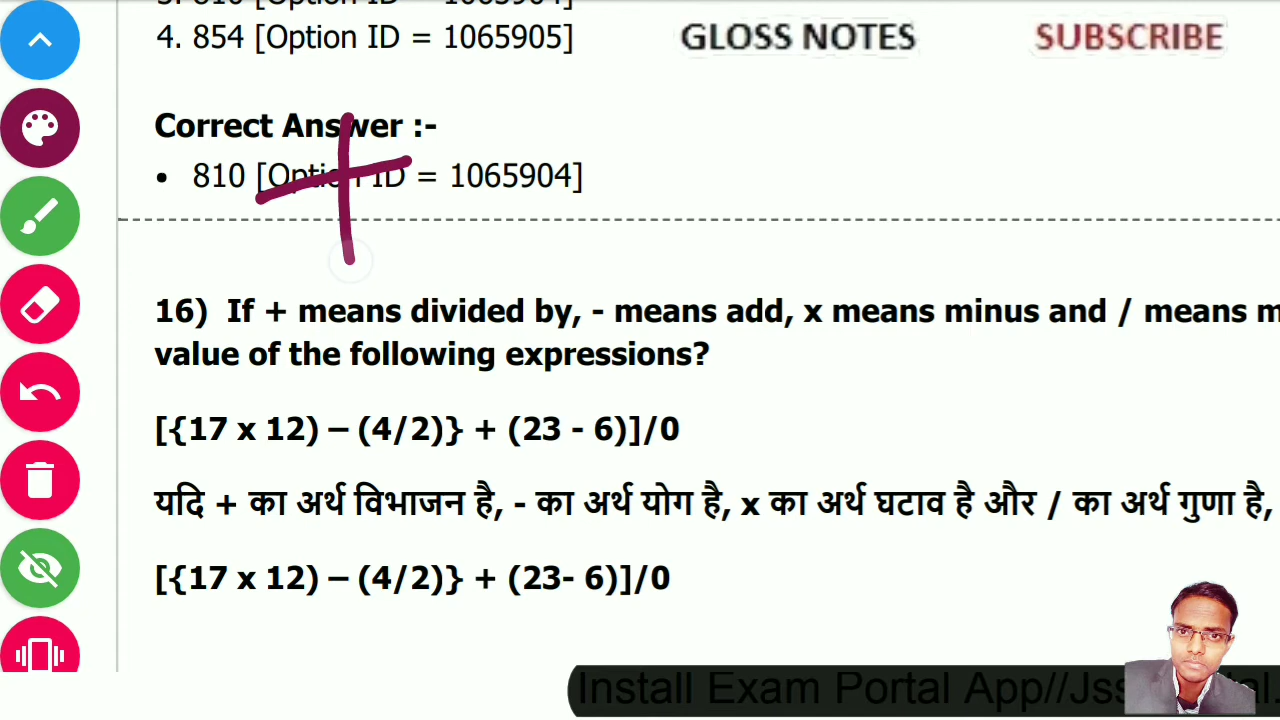 4. 854 [Option ID = 1065905]
GLOSS NOTES
SUBSCRIBE
Correct Answer :-
• 810 [Option ID = 1065904]
16) If + means divided by, - means add, x means minus and / means m
value of the following expressions?
[{17 x 12) – (4/2)} + (23 - 6)]/0
यदि + का अर्थ विभाजन है, - का अर्थ योग है, x का अर्थ घटाव है और / का अर्थ गुणा है,
[{17 x 12) – (4/2)} + (23- 6)]/0
Install Exam Portal App//Jss